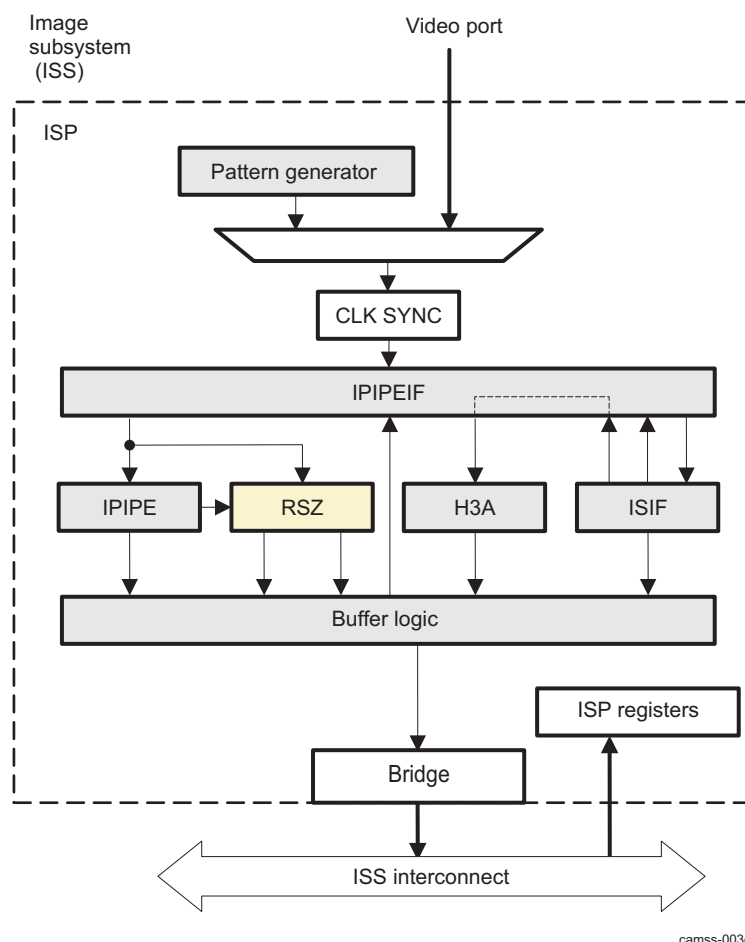 Image
subsystem
(ISS)
Video port
ISP
Pattern generator
CLK SYNC
IPIPEIF
IPIPE
RSZ
H3A
ISIF
Buffer logic
ISP registers
Bridge
ISS interconnect